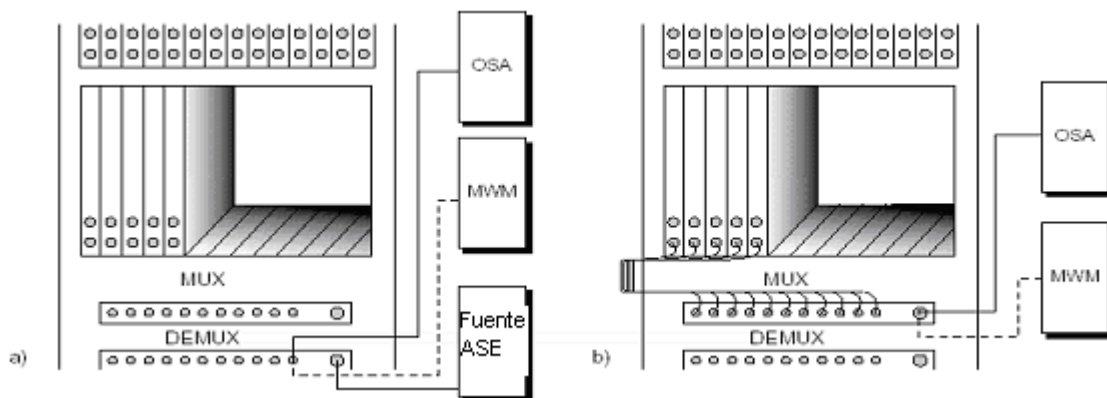 OSA
MWM
MUX
Fuente
ASE
DEMUX
a)
OSA
MWM
MUX
DEMUX
b)